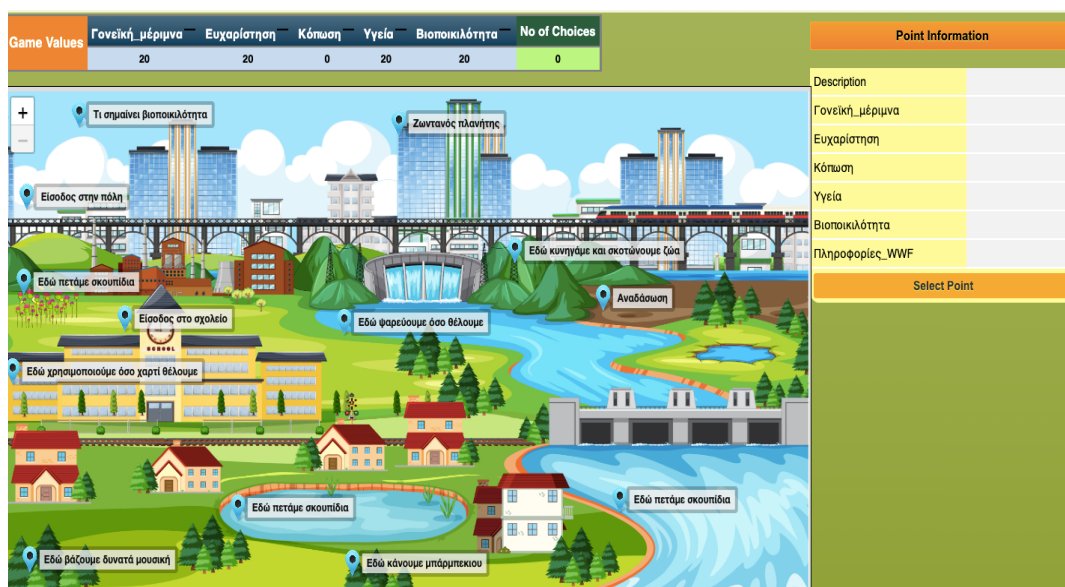 Game Values
Γονεϊκή_μέριμνα Ευχαρίστηση Κόπωση Υγεία Βιοποικιλότητα No of Choices
20 20 0 20 20 0
Point Information
Description
Γονεϊκή_μέριμνα
Ευχαρίστηση
Κόπωση
Υγεία
Βιοποικιλότητα
Πληροφορίες_WWF
Select Point
+
−
Τι σημαίνει βιοποικιλότητα
Ζωντανός πλανήτης
Είσοδος στην πόλη
Εδώ κυνηγάμε και σκοτώνουμε ζώα
Εδώ πετάμε σκουπίδια
Αναδάσωση
Είσοδος στο σχολείο
Εδώ ψαρεύουμε όσο θέλουμε
SCHOOL
Εδώ χρησιμοποιούμε όσο χαρτί θέλουμε
Εδώ πετάμε σκουπίδια
Εδώ πετάμε σκουπίδια
Εδώ βάζουμε δυνατά μουσική
Εδώ κάνουμε μπάρμπεκιου